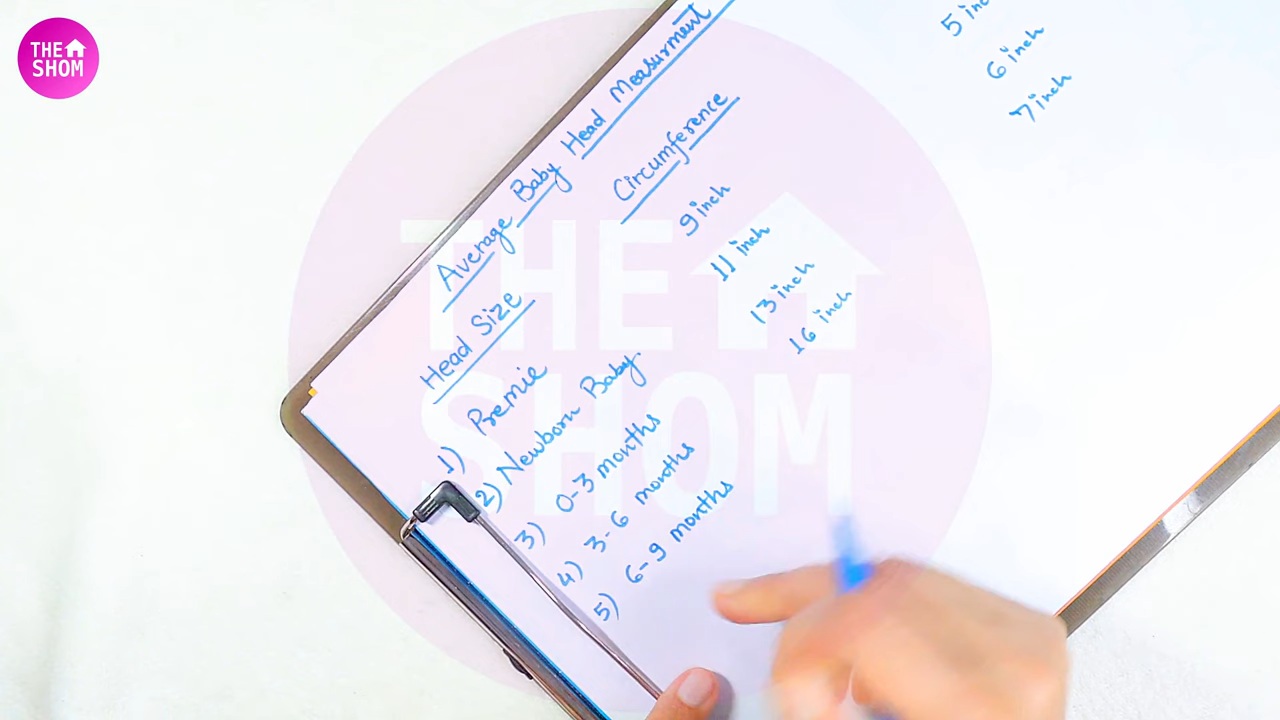 THE
SHOM
Average Baby Head Measurment
Head Size Circumference
1) Premie 9 inch 5 inc
2) Newborn Baby 11 inch 6 inch
3) 0-3 months 13 inch 7 inch
4) 3-6 months 16 inch
5) 6-9 months
THE
SHOM